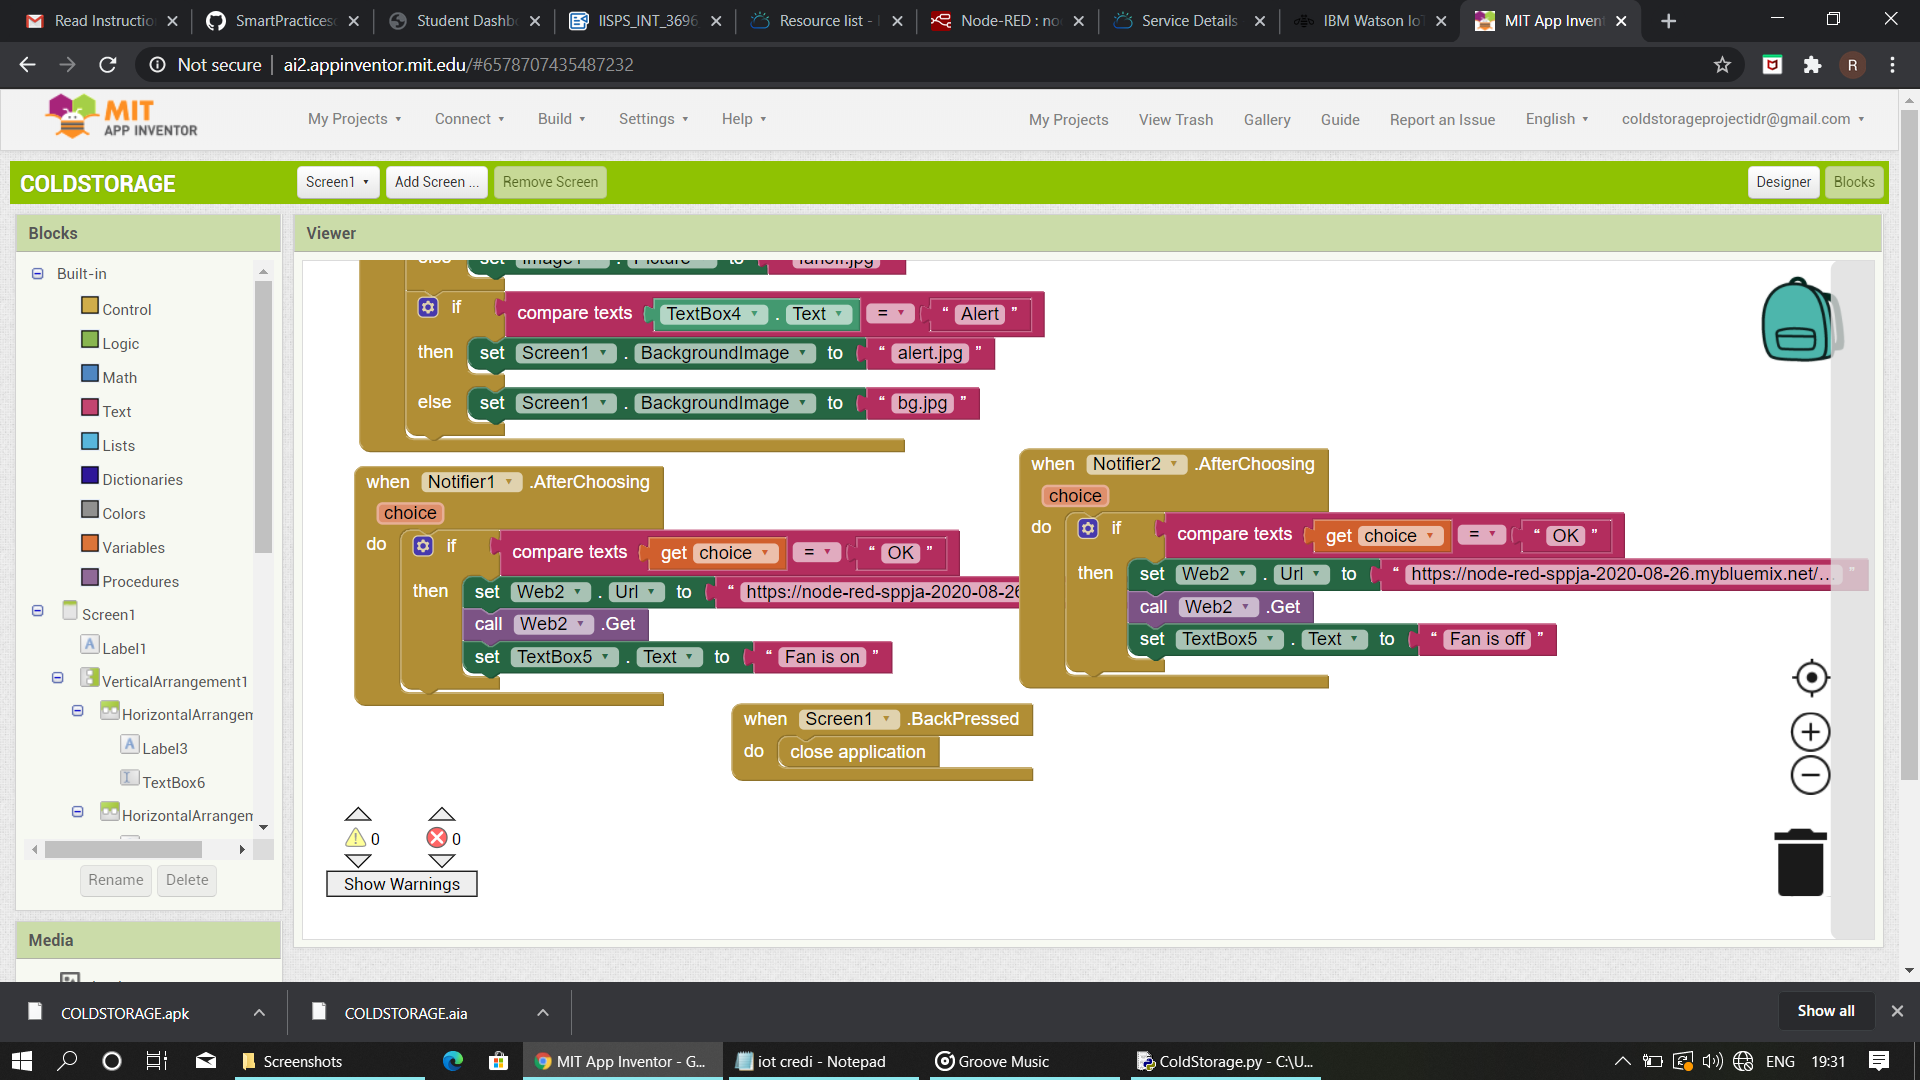 Read Instructio
SmartPractices
Student Dashb
IISPS_INT_3696
Resource list -
Node-RED : no
Service Details
IBM Watson Io
MIT App Inven
Not secure | ai2.appinventor.mit.edu/#6578707435487232
R
MIT
APP INVENTOR
My Projects
Connect
Build
Settings
Help
My Projects
View Trash
Gallery
Guide
Report an Issue
English
coldstorageprojectidr@gmail.com
COLDSTORAGE
Screen1
Add Screen ...
Remove Screen
Designer
Blocks
Blocks
Viewer
Built-in
Control
Logic
Math
Text
Lists
Dictionaries
Colors
Variables
Procedures
Screen1
Label1
VerticalArrangement1
HorizontalArrangem
Label3
TextBox6
HorizontalArrangem
Rename
Delete
Media
else set Image1 . Picture to fanoff.jpg
if compare texts TextBox4 . Text = “ Alert ”
then set Screen1 . BackgroundImage to “ alert.jpg ”
else set Screen1 . BackgroundImage to “ bg.jpg ”
when Notifier1 .AfterChoosing
choice
do if compare texts get choice = “ OK ”
then set Web2 . Url to “ https://node-red-sppja-2020-08-26
call Web2 .Get
set TextBox5 . Text to “ Fan is on ”
when Notifier2 .AfterChoosing
choice
do if compare texts get choice = “ OK ”
then set Web2 . Url to “ https://node-red-sppja-2020-08-26.mybluemix.net/... ”
call Web2 .Get
set TextBox5 . Text to “ Fan is off ”
when Screen1 .BackPressed
do close application
0
0
Show Warnings
COLDSTORAGE.apk
COLDSTORAGE.aia
Show all
Screenshots
MIT App Inventor - G...
iot credi - Notepad
Groove Music
ColdStorage.py - C:\U...
ENG
19:31